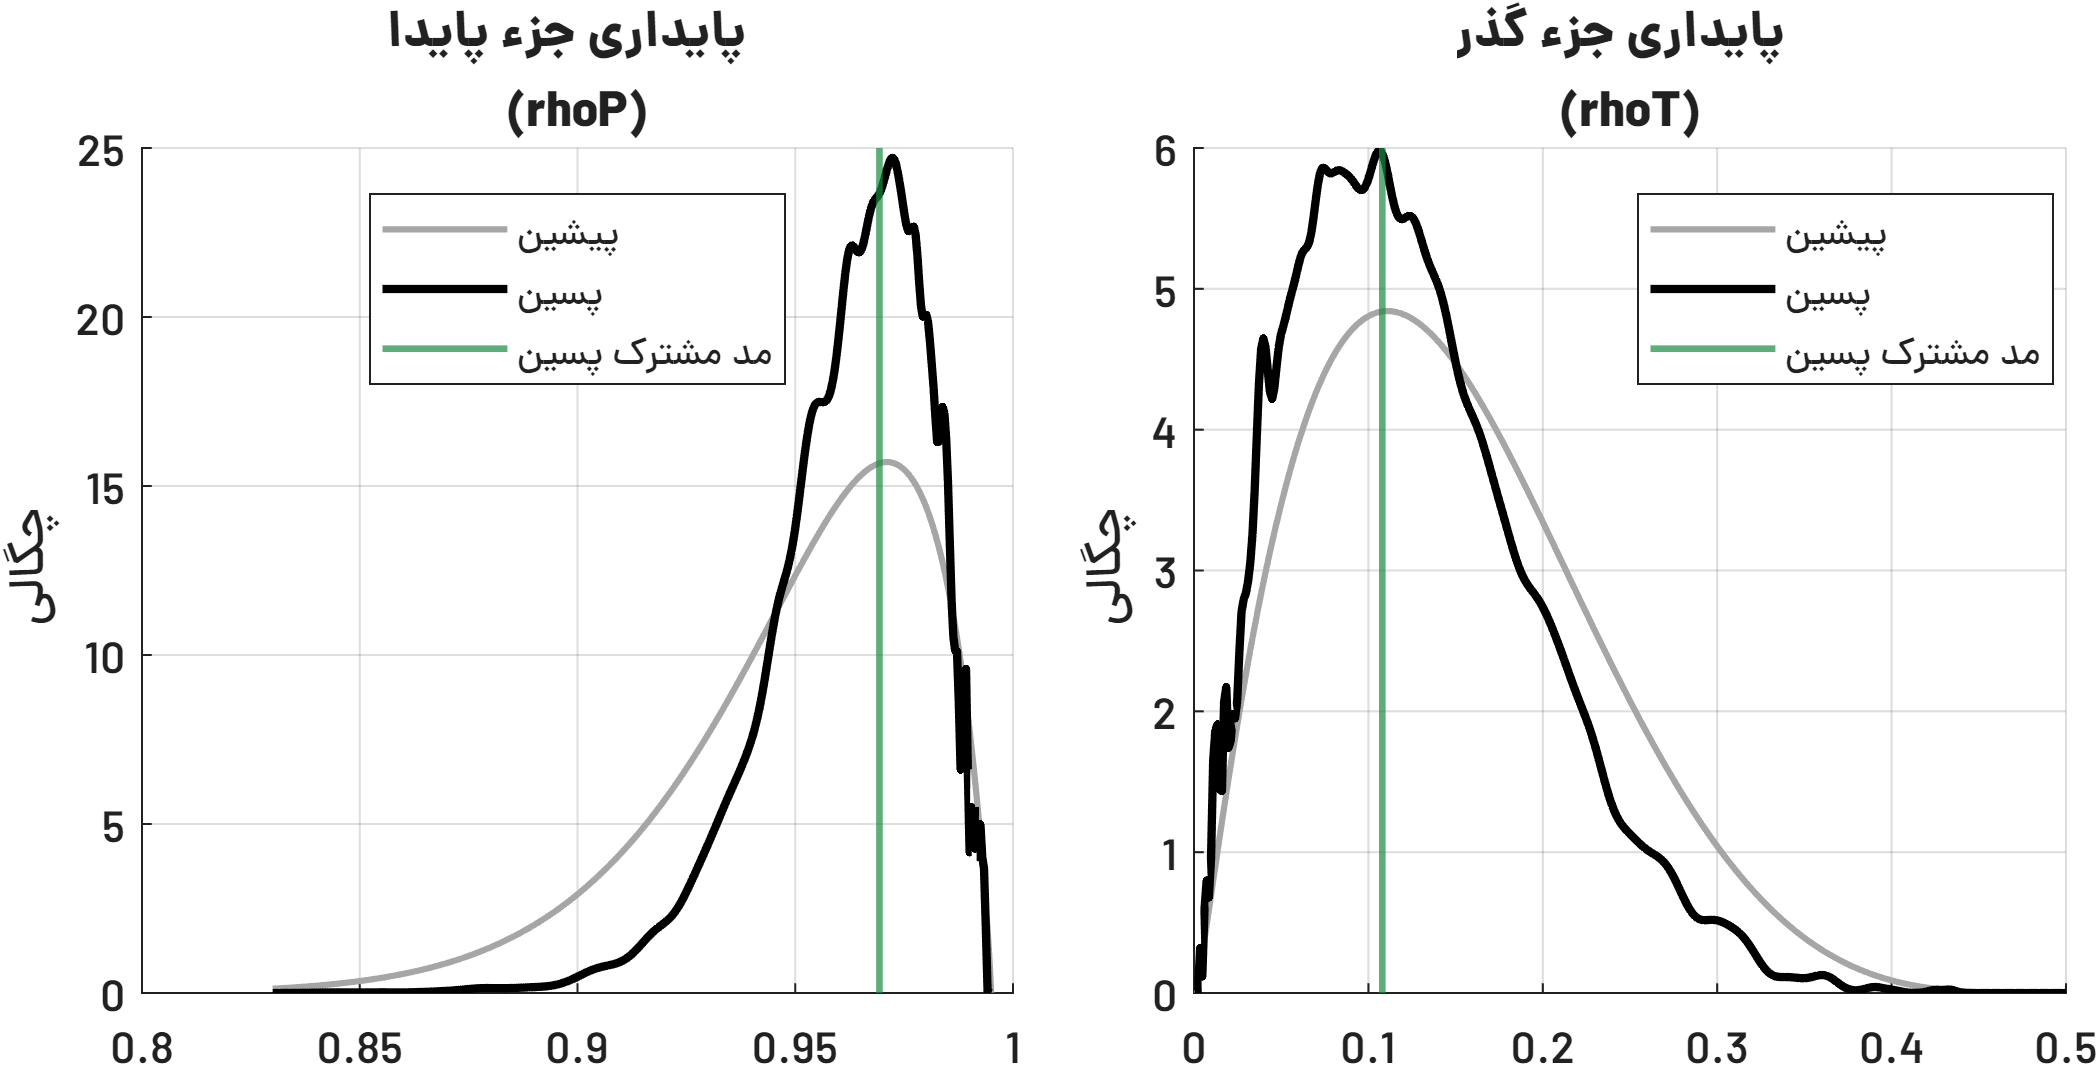 پایداری جزء پایدا
(rhoP)
25
20
15
10
5
0
چگالی
پیشین
پسین
مد مشترک پسین
0.8
0.85
0.9
0.95
1
پایداری جزء گذر
(rhoT)
6
5
4
3
2
1
0
چگالی
پیشین
پسین
مد مشترک پسین
0
0.1
0.2
0.3
0.4
0.5